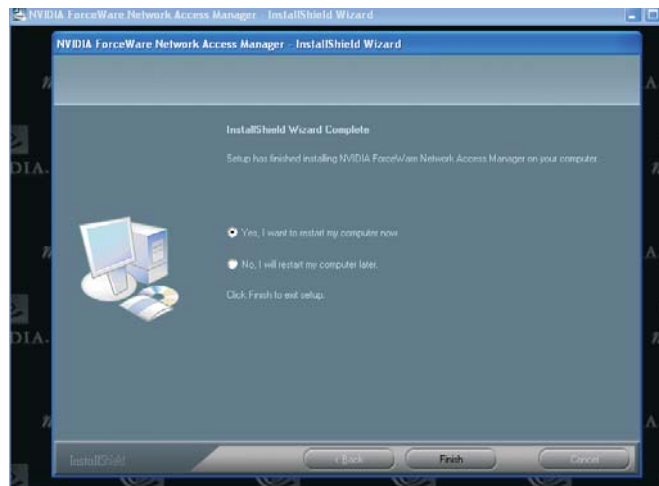 NVIDIA ForceWare Network Access Manager - InstallShield Wizard
NVIDIA ForceWare Network Access Manager - InstallShield Wizard
InstallShield Wizard Complete
Setup has finished installing NVIDIA ForceWare Network Access Manager on your computer.
Yes, I want to restart my computer now.
No, I will restart my computer later.
Click Finish to exit setup.
DIA.
DIA.
InstallShield
< Back
Finish
Cancel